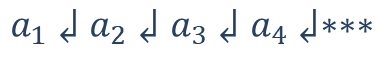 a₁ ↲ a₂ ↲ a₃ ↲ a₄ ↲***